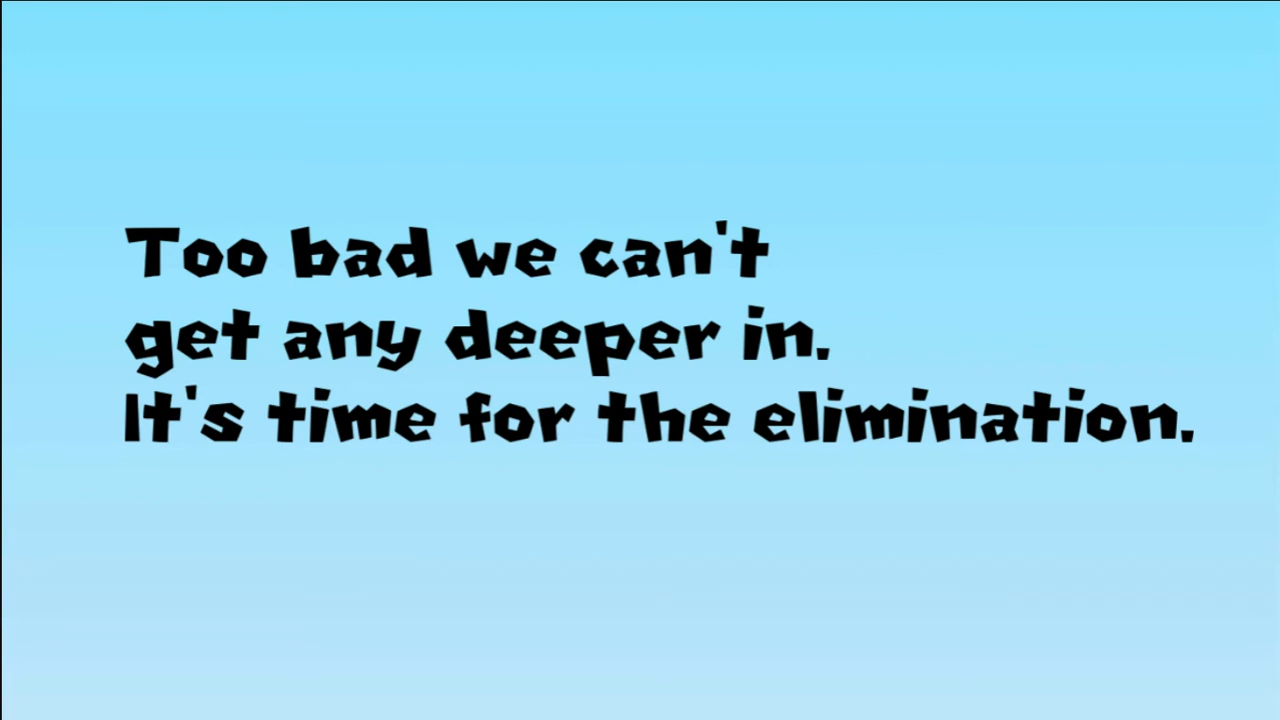 Too bad we can't
get any deeper in.
It's time for the elimination.